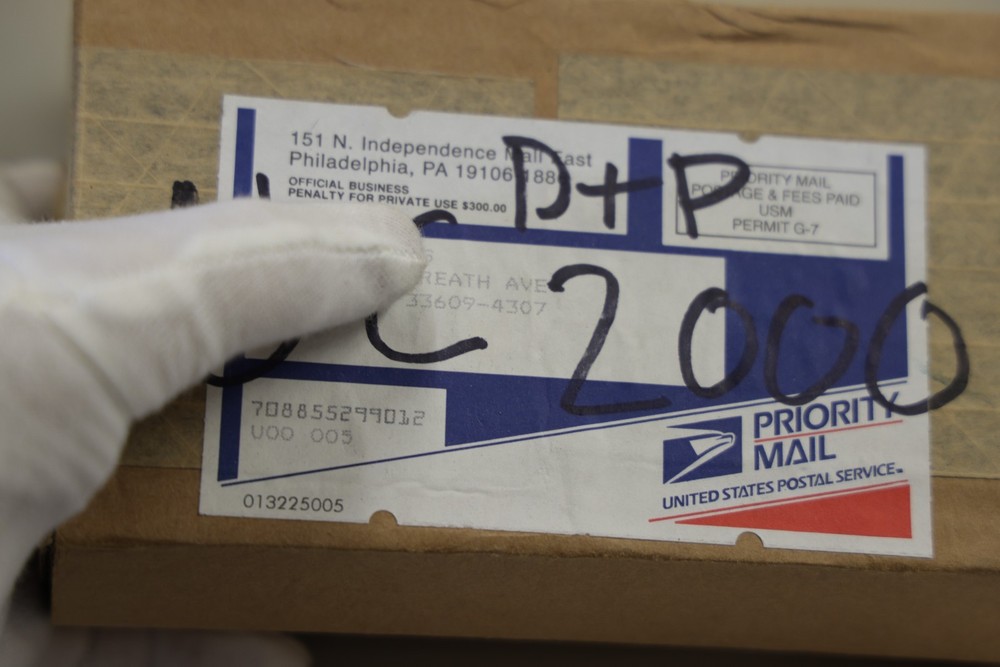 151 N. Independence Mall East
Philadelphia, PA 19106
OFFICIAL BUSINESS
PENALTY FOR PRIVATE USE $300.00
PRIORITY MAIL
POSTAGE & FEES PAID
USM
PERMIT G-7
D+P
REATH AVE
33609-4307
C 2000
708855299012
V00 005
013225005
PRIORITY
MAIL
UNITED STATES POSTAL SERVICE